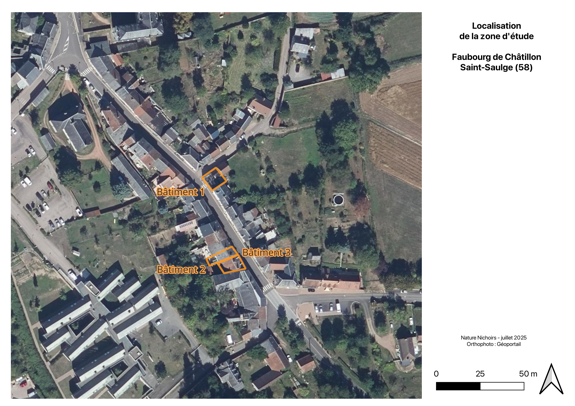 Localisation
de la zone d'étude
Faubourg de Châtillon
Saint-Saulge (58)
Bâtiment 1
Bâtiment 3
Bâtiment 2
Nature Nichoirs - juillet 2025
Orthophoto : Géoportail
0 25 50 m